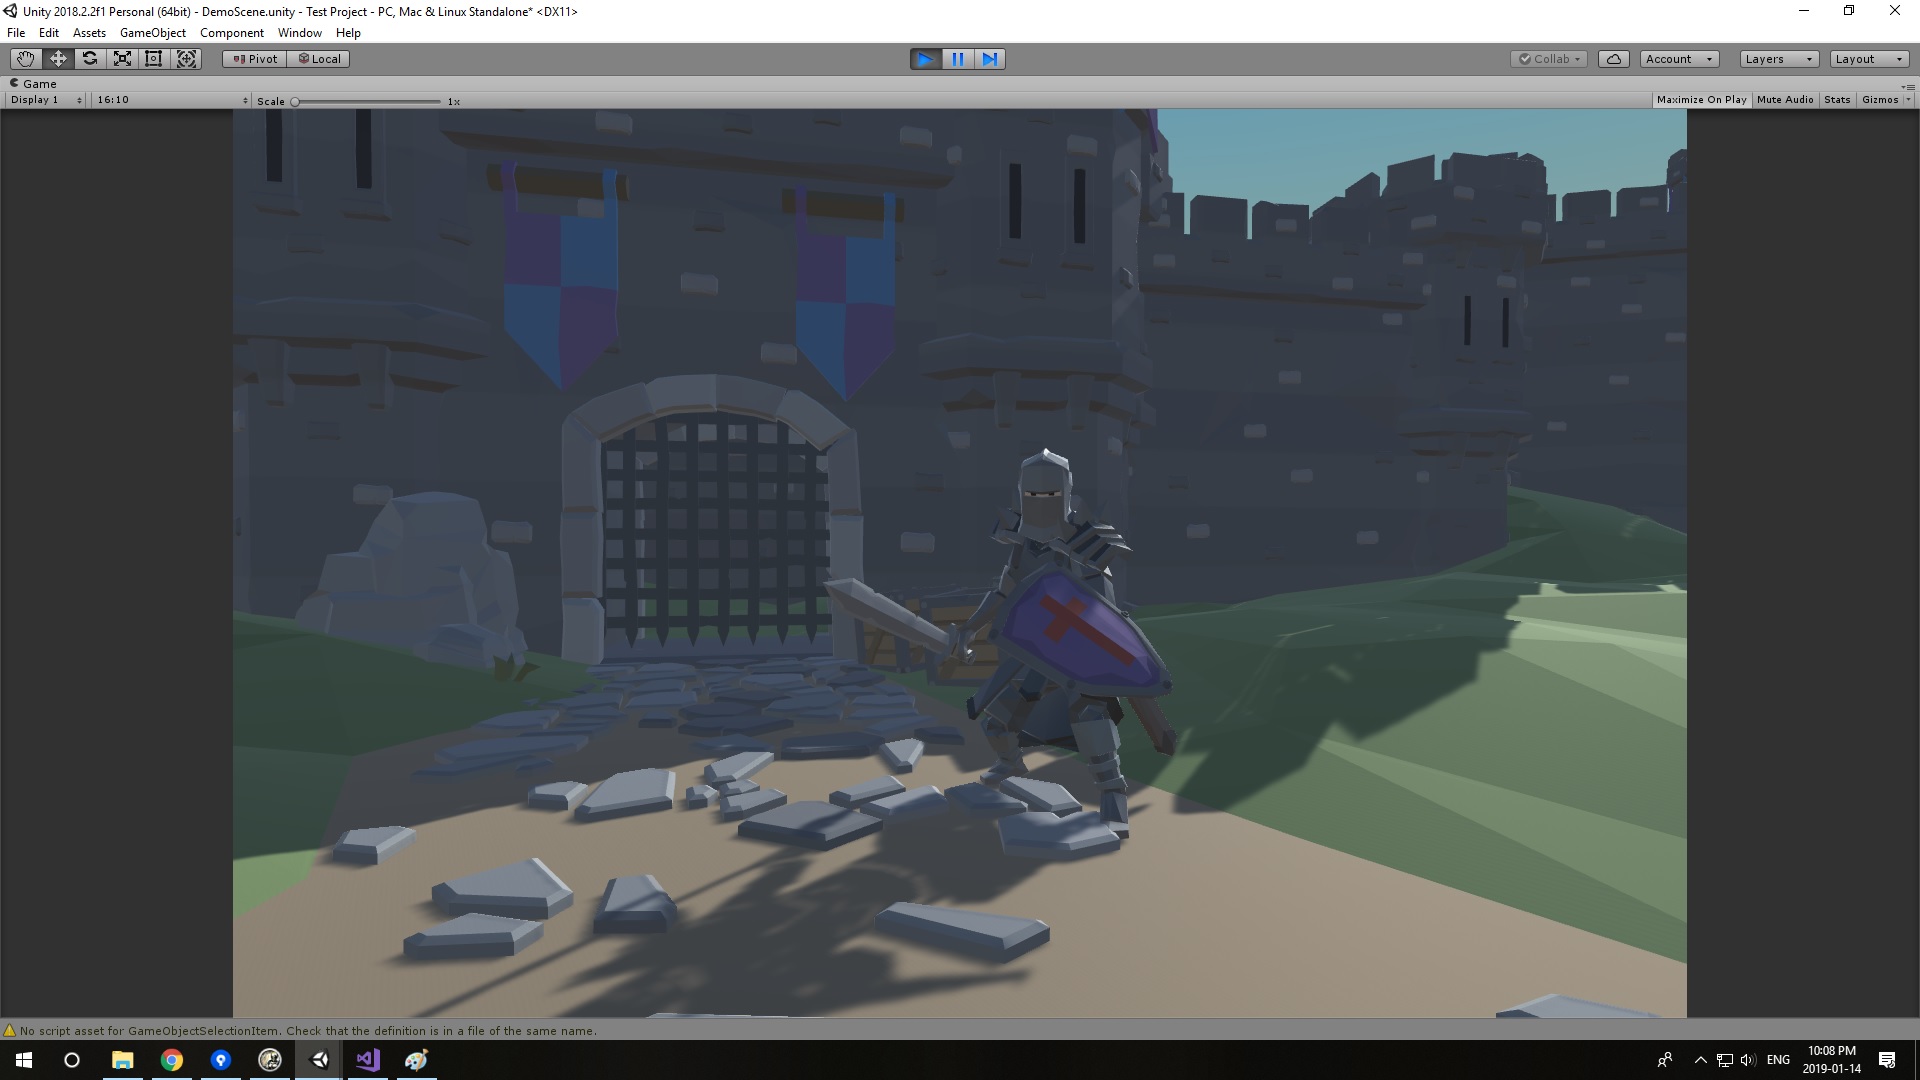 Unity 2018.2.2f1 Personal (64bit) - DemoScene.unity - Test Project - PC, Mac & Linux Standalone* <DX11>
File Edit Assets GameObject Component Window Help
Pivot Local Collab Account Layers Layout
Game
Display 1 16:10 Scale 1x Maximize On Play Mute Audio Stats Gizmos
No script asset for GameObjectSelectionItem. Check that the definition is in a file of the same name.
ENG 10:08 PM
2019-01-14